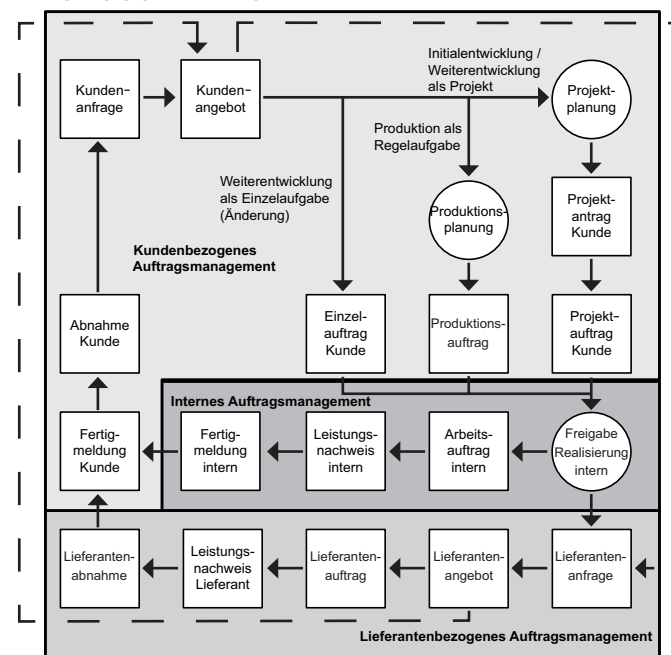 Initialentwicklung /
Weiterentwicklung
als Projekt
Kunden-
anfrage
Kunden-
angebot
Projekt-
planung
Produktion als
Regelaufgabe
Weiterentwicklung
als Einzelaufgabe
(Änderung)
Produktions-
planung
Projekt-
antrag
Kunde
Kundenbezogenes
Auftragsmanagement
Abnahme
Kunde
Einzel-
auftrag
Kunde
Produktions-
auftrag
Projekt-
auftrag
Kunde
Internes Auftragsmanagement
Fertig-
meldung
Kunde
Fertig-
meldung
intern
Leistungs-
nachweis
intern
Arbeits-
auftrag
intern
Freigabe
Realisierung
intern
Lieferanten-
abnahme
Leistungs-
nachweis
Lieferant
Lieferanten-
auftrag
Lieferanten-
angebot
Lieferanten-
anfrage
Lieferantenbezogenes Auftragsmanagement